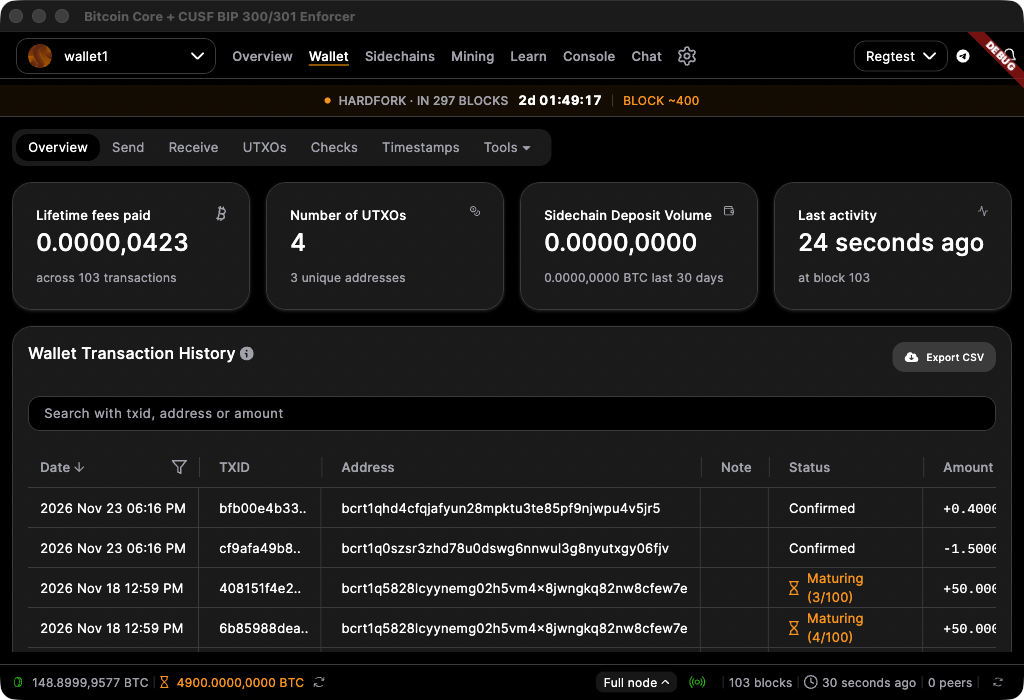 Bitcoin Core + CUSF BIP 300/301 Enforcer
wallet1 Overview Wallet Sidechains Mining Learn Console Chat Regtest DEBUG
HARDFORK · IN 297 BLOCKS 2d 01:49:17 BLOCK ~400
Overview Send Receive UTXOs Checks Timestamps Tools
Lifetime fees paid
0.0000,0423
across 103 transactions
Number of UTXOs
4
3 unique addresses
Sidechain Deposit Volume
0.0000,0000
0.0000,0000 BTC last 30 days
Last activity
24 seconds ago
at block 103
Wallet Transaction History
Export CSV
Search with txid, address or amount
Date TXID Address Note Status Amount
2026 Nov 23 06:16 PM bfb00e4b33.. bcrt1qhd4cfqjafyun28mpktu3te85pf9njwpu4v5jr5 Confirmed +0.4000
2026 Nov 23 06:16 PM cf9afa49b8.. bcrt1q0szsr3zhd78u0dswg6nnwul3g8nyutxgy06fjv Confirmed -1.5000
2026 Nov 18 12:59 PM 408151f4e2.. bcrt1q5828lcyynemg02h5vm4×8jwngkq82nw8cfew7e Maturing (3/100) +50.000
2026 Nov 18 12:59 PM 6b85988dea.. bcrt1q5828lcyynemg02h5vm4×8jwngkq82nw8cfew7e Maturing (4/100) +50.000
148.8999,9577 BTC 4900.0000,0000 BTC Full node 103 blocks 30 seconds ago 0 peers